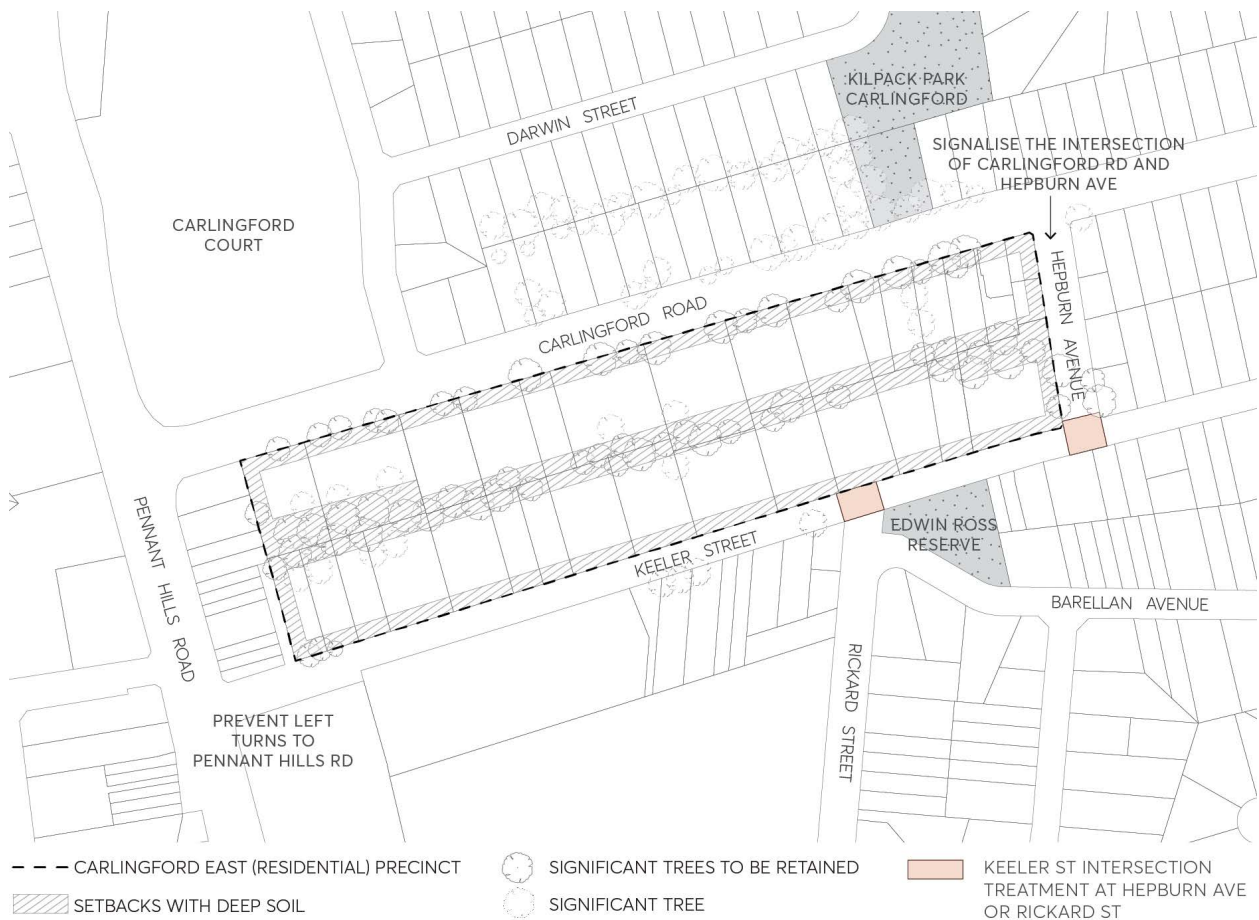 KILPACK PARK
CARLINGFORD
DARWIN STREET
SIGNALISE THE INTERSECTION
OF CARLINGFORD RD AND
HEPBURN AVE
CARLINGFORD
COURT
HEPBURN AVENUE
CARLINGFORD ROAD
PENNANT HILLS ROAD
KEELER STREET
EDWIN ROSS
RESERVE
BARELLAN AVENUE
RICKARD STREET
PREVENT LEFT
TURNS TO
PENNANT HILLS RD
CARLINGFORD EAST (RESIDENTIAL) PRECINCT
SETBACKS WITH DEEP SOIL
SIGNIFICANT TREES TO BE RETAINED
SIGNIFICANT TREE
KEELER ST INTERSECTION
TREATMENT AT HEPBURN AVE
OR RICKARD ST